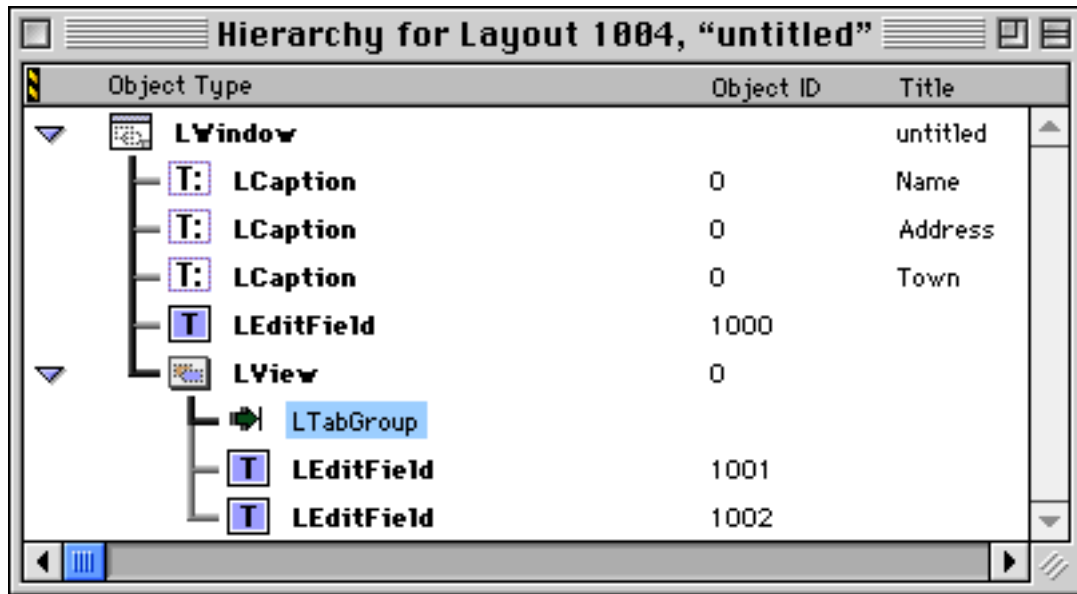 Hierarchy for Layout 1004, “untitled”
Object Type Object ID Title
LWindow untitled
T: LCaption 0 Name
T: LCaption 0 Address
T: LCaption 0 Town
T LEditField 1000
LView 0
LTabGroup
T LEditField 1001
T LEditField 1002